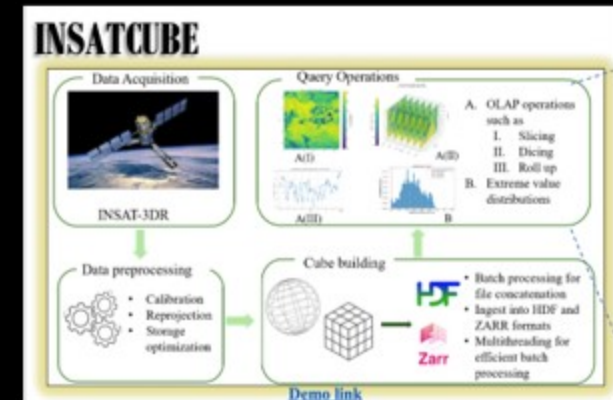 INSATCUBE
Data Acquisition
INSAT-3DR
Query Operations
A(I)
A(II)
A(III)
B
A. OLAP operations
such as
I. Slicing
II. Dicing
III. Roll up
B. Extreme value
distributions
Data preprocessing
• Calibration
• Reprojection
• Storage
optimization
Cube building
HDF
Zarr
• Batch processing for
file concatenation
• Ingest into HDF and
ZARR formats
• Multithreading for
efficient batch
processing
Demo link